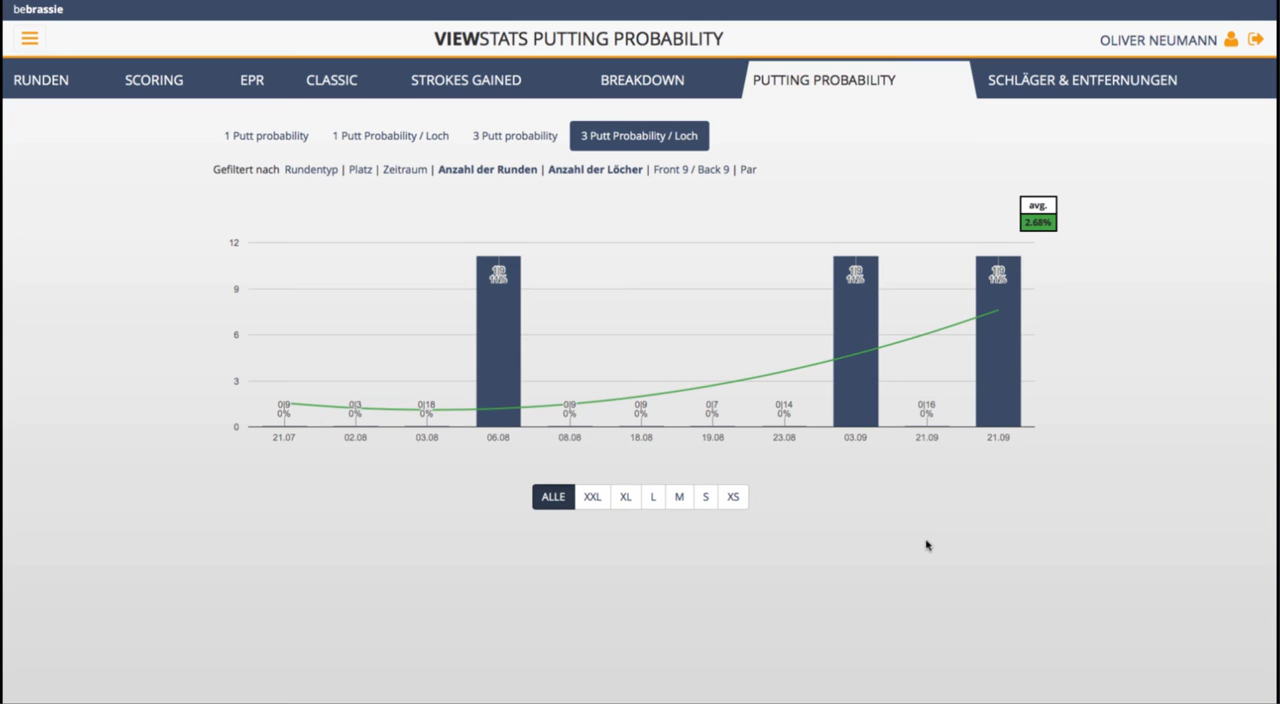 bebrassie
VIEWSTATS PUTTING PROBABILITY
OLIVER NEUMANN
RUNDEN SCORING EPR CLASSIC STROKES GAINED BREAKDOWN PUTTING PROBABILITY SCHLÄGER & ENTFERNUNGEN
1 Putt probability 1 Putt Probability / Loch 3 Putt probability 3 Putt Probability / Loch
Gefiltert nach Rundentyp | Platz | Zeitraum | Anzahl der Runden | Anzahl der Löcher | Front 9 / Back 9 | Par
avg.
2.68%
12
9
6
3
0
0|9 0|3 0|18 0|9 0|9 0|7 0|14 0|16
0% 0% 0% 0% 0% 0% 0% 0%
21.07 02.08 03.08 06.08 08.08 18.08 19.08 23.08 03.09 21.09 21.09
ALLE XXL XL L M S XS